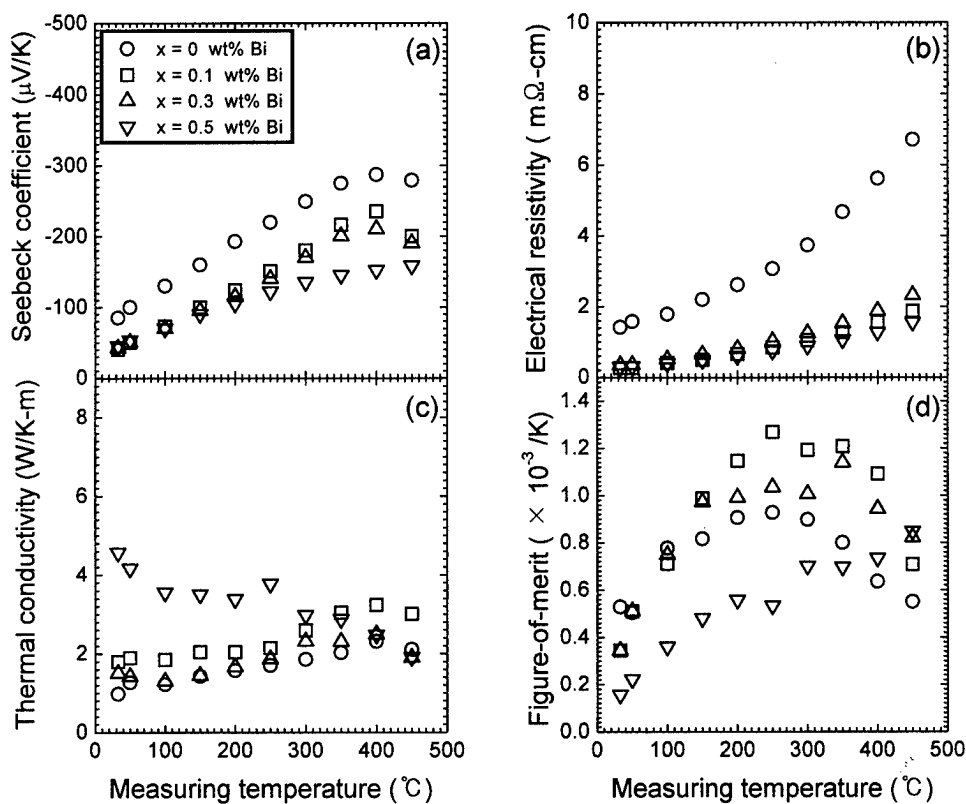 -500
-400
-300
-200
-100
0
Seebeck coefficient (μV/K)
(a)
x = 0 wt% Bi
x = 0.1 wt% Bi
x = 0.3 wt% Bi
x = 0.5 wt% Bi
10
8
6
4
2
0
Electrical resistivity ( mΩ-cm)
(b)
8
6
4
2
0
Thermal conductivity (W/K-m)
(c)
0 100 200 300 400 500
Measuring temperature (℃)
1.4
1.2
1.0
0.8
0.6
0.4
0.2
0.0
Figure-of-merit ( × 10⁻³ /K)
(d)
0 100 200 300 400 500
Measuring temperature (℃)